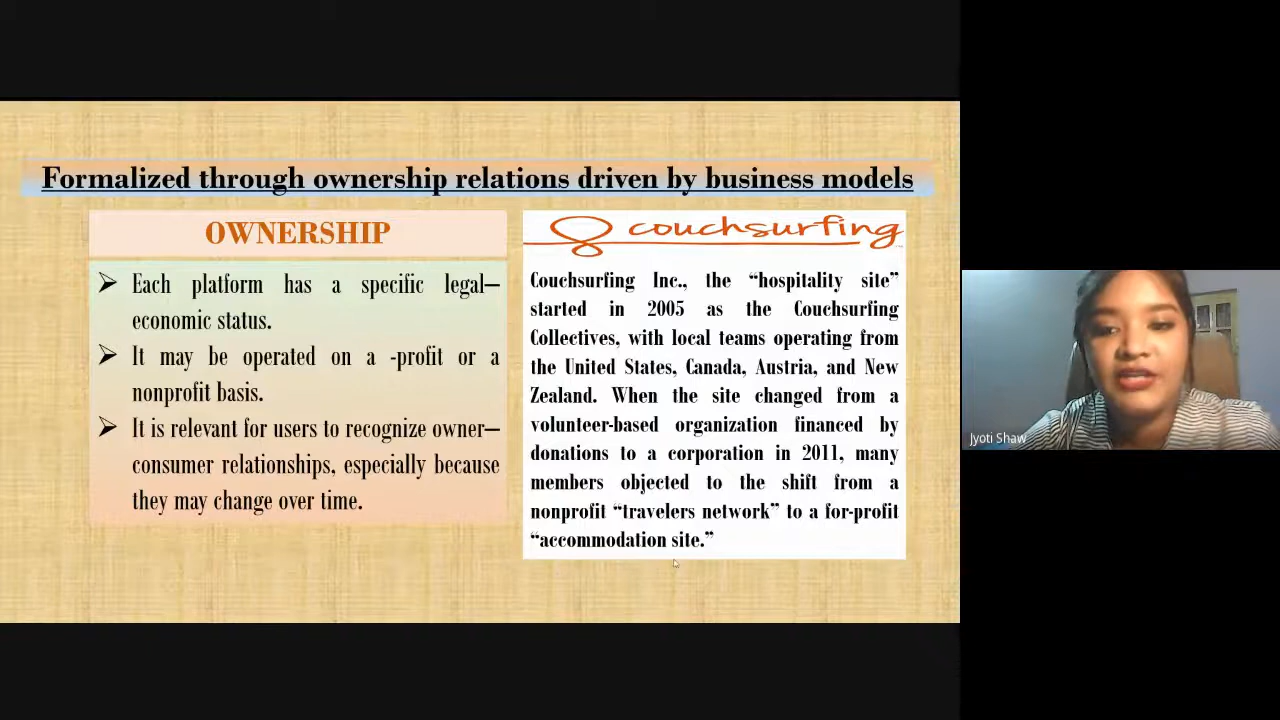 Formalized through ownership relations driven by business models
OWNERSHIP
Each platform has a specific legal–
economic status.
It may be operated on a -profit or a
nonprofit basis.
It is relevant for users to recognize owner–
consumer relationships, especially because
they may change over time.
couchsurfing
Couchsurfing Inc., the “hospitality site”
started in 2005 as the Couchsurfing
Collectives, with local teams operating from
the United States, Canada, Austria, and New
Zealand. When the site changed from a
volunteer-based organization financed by
donations to a corporation in 2011, many
members objected to the shift from a
nonprofit “travelers network” to a for-profit
“accommodation site.”
Jyoti Shaw